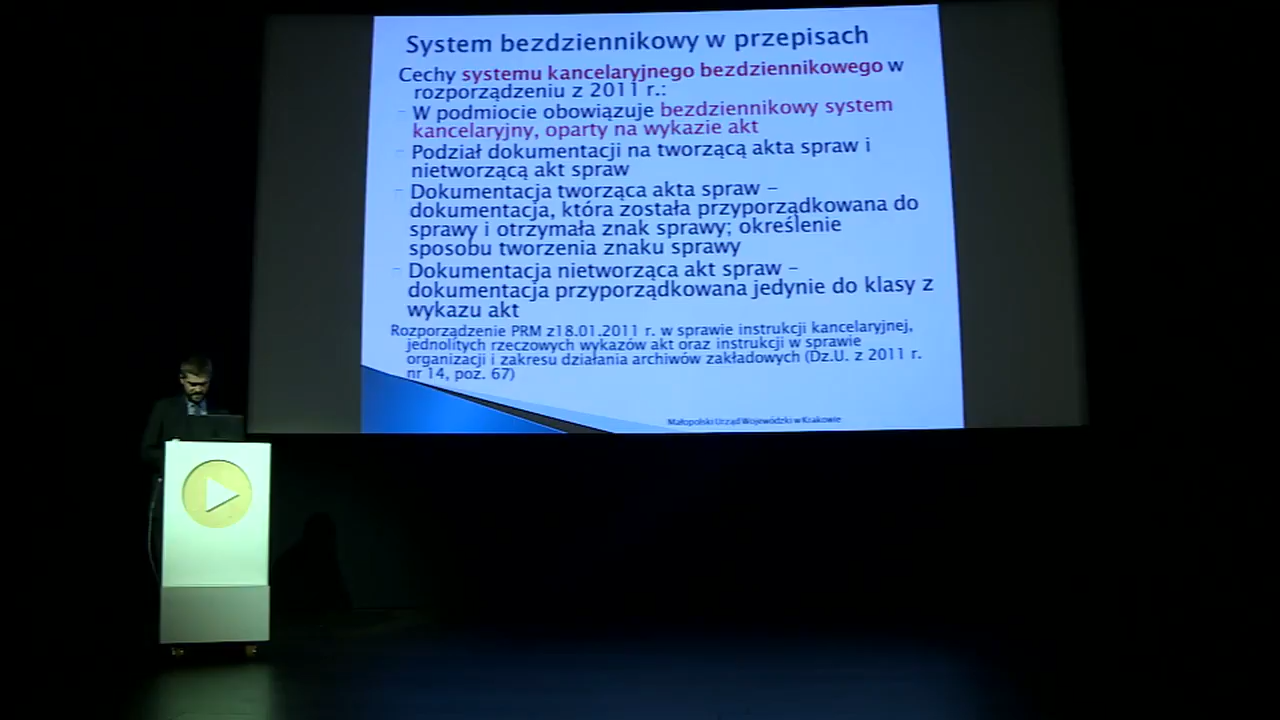 System bezdziennikowy w przepisach
Cechy systemu kancelaryjnego bezdziennikowego w
rozporządzeniu z 2011 r.:
– W podmiocie obowiązuje bezdziennikowy system
kancelaryjny, oparty na wykazie akt
– Podział dokumentacji na tworzącą akta spraw i
nietworzącą akt spraw
– Dokumentacja tworząca akta spraw –
dokumentacja, która została przyporządkowana do
sprawy i otrzymała znak sprawy; określenie
sposobu tworzenia znaku sprawy
– Dokumentacja nietworząca akt spraw –
dokumentacja przyporządkowana jedynie do klasy z
wykazu akt
Rozporządzenie PRM z18.01.2011 r. w sprawie instrukcji kancelaryjnej,
jednolitych rzeczowych wykazów akt oraz instrukcji w sprawie
organizacji i zakresu działania archiwów zakładowych (Dz.U. z 2011 r.
nr 14, poz. 67)
Małopolski Urząd Wojewódzki w Krakowie